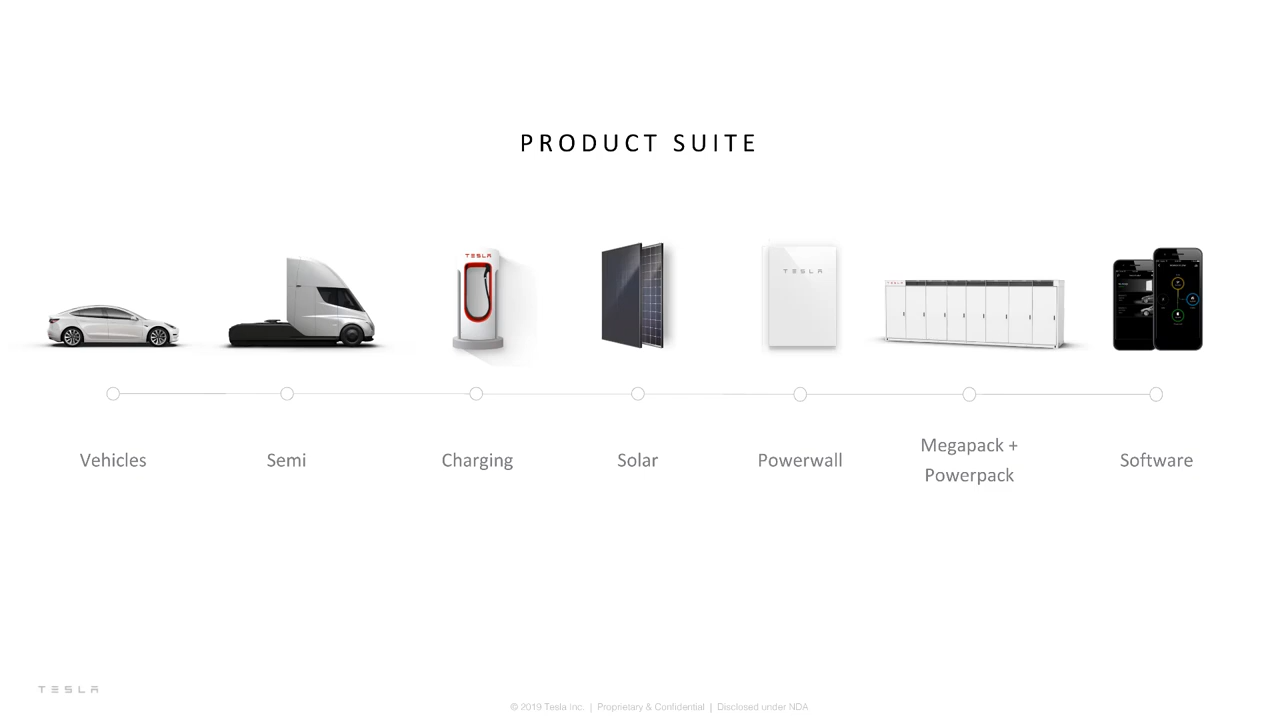 PRODUCT SUITE
TESLA
TESLA
TESLA
Vehicles
Semi
Charging
Solar
Powerwall
Megapack +
Powerpack
Software
TESLA
© 2019 Tesla Inc. | Proprietary & Confidential | Disclosed under NDA